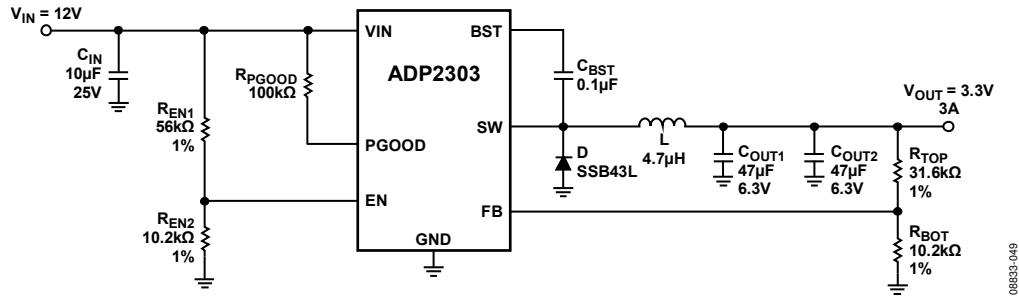 V_IN = 12V
C_IN
10µF
25V
R_EN1
56kΩ
1%
R_EN2
10.2kΩ
1%
R_PGOOD
100kΩ
VIN
PGOOD
EN
GND
ADP2303
BST
SW
FB
C_BST
0.1µF
D
SSB43L
L
4.7µH
C_OUT1
47µF
6.3V
C_OUT2
47µF
6.3V
V_OUT = 3.3V
3A
R_TOP
31.6kΩ
1%
R_BOT
10.2kΩ
1%
08833-049